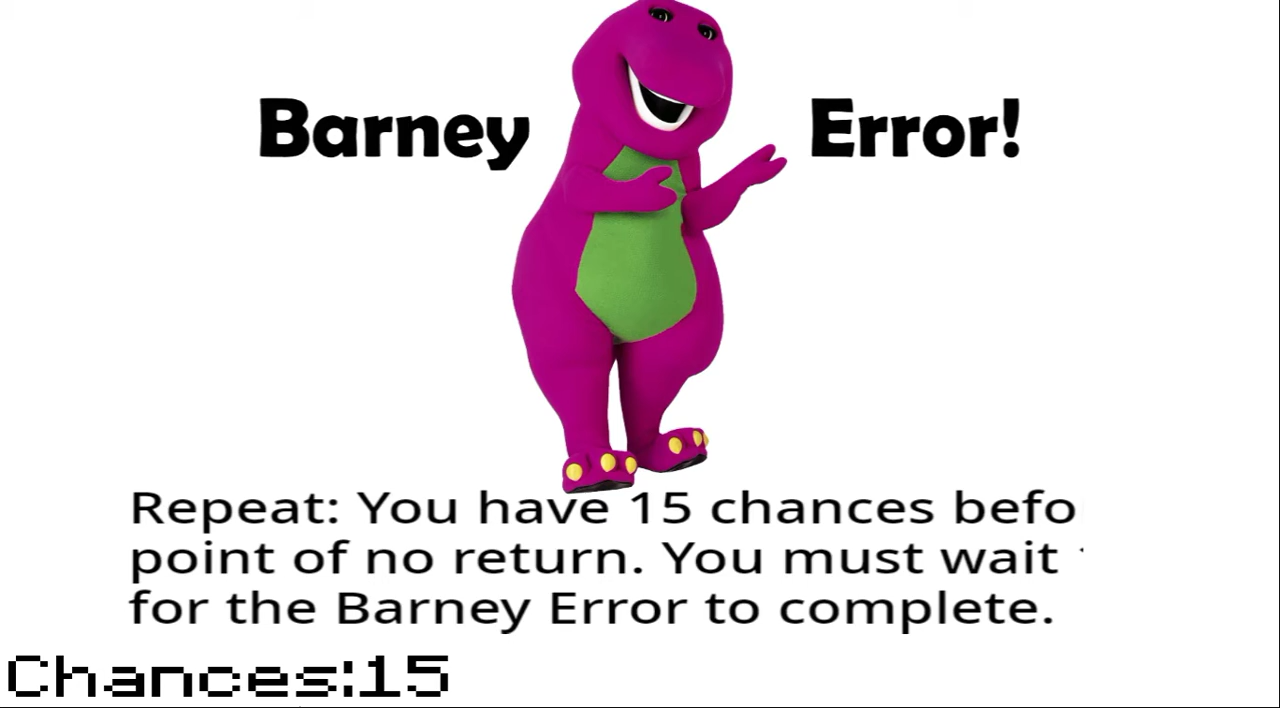 Barney Error!
Repeat: You have 15 chances befo
point of no return. You must wait
for the Barney Error to complete.
Chances:15